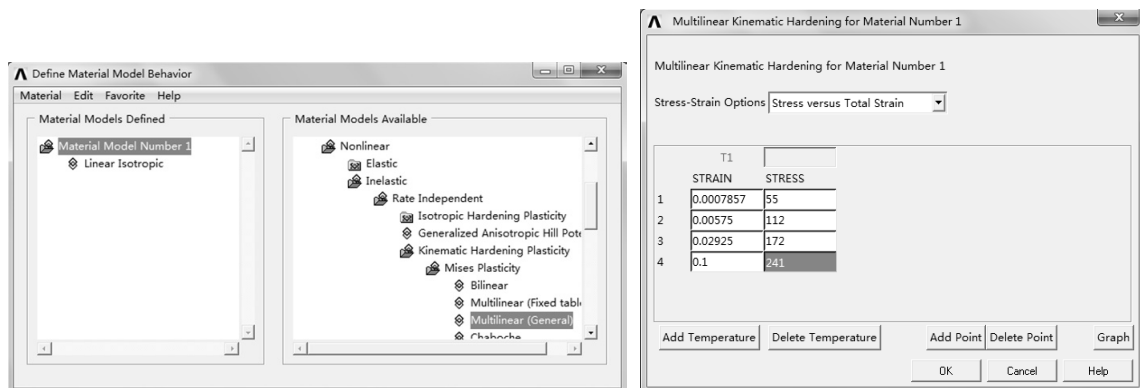 Define Material Model Behavior
Material Edit Favorite Help
Material Models Defined
Material Model Number 1
Linear Isotropic
Material Models Available
Nonlinear
Elastic
Inelastic
Rate Independent
Isotropic Hardening Plasticity
Generalized Anisotropic Hill Pote
Kinematic Hardening Plasticity
Mises Plasticity
Bilinear
Multilinear (Fixed tabl
Multilinear (General)
Chaboche
Multilinear Kinematic Hardening for Material Number 1
Multilinear Kinematic Hardening for Material Number 1
Stress-Strain Options Stress versus Total Strain
T1
STRAIN STRESS
1 0.0007857 55
2 0.00575 112
3 0.02925 172
4 0.1 241
Add Temperature Delete Temperature Add Point Delete Point Graph
OK Cancel Help